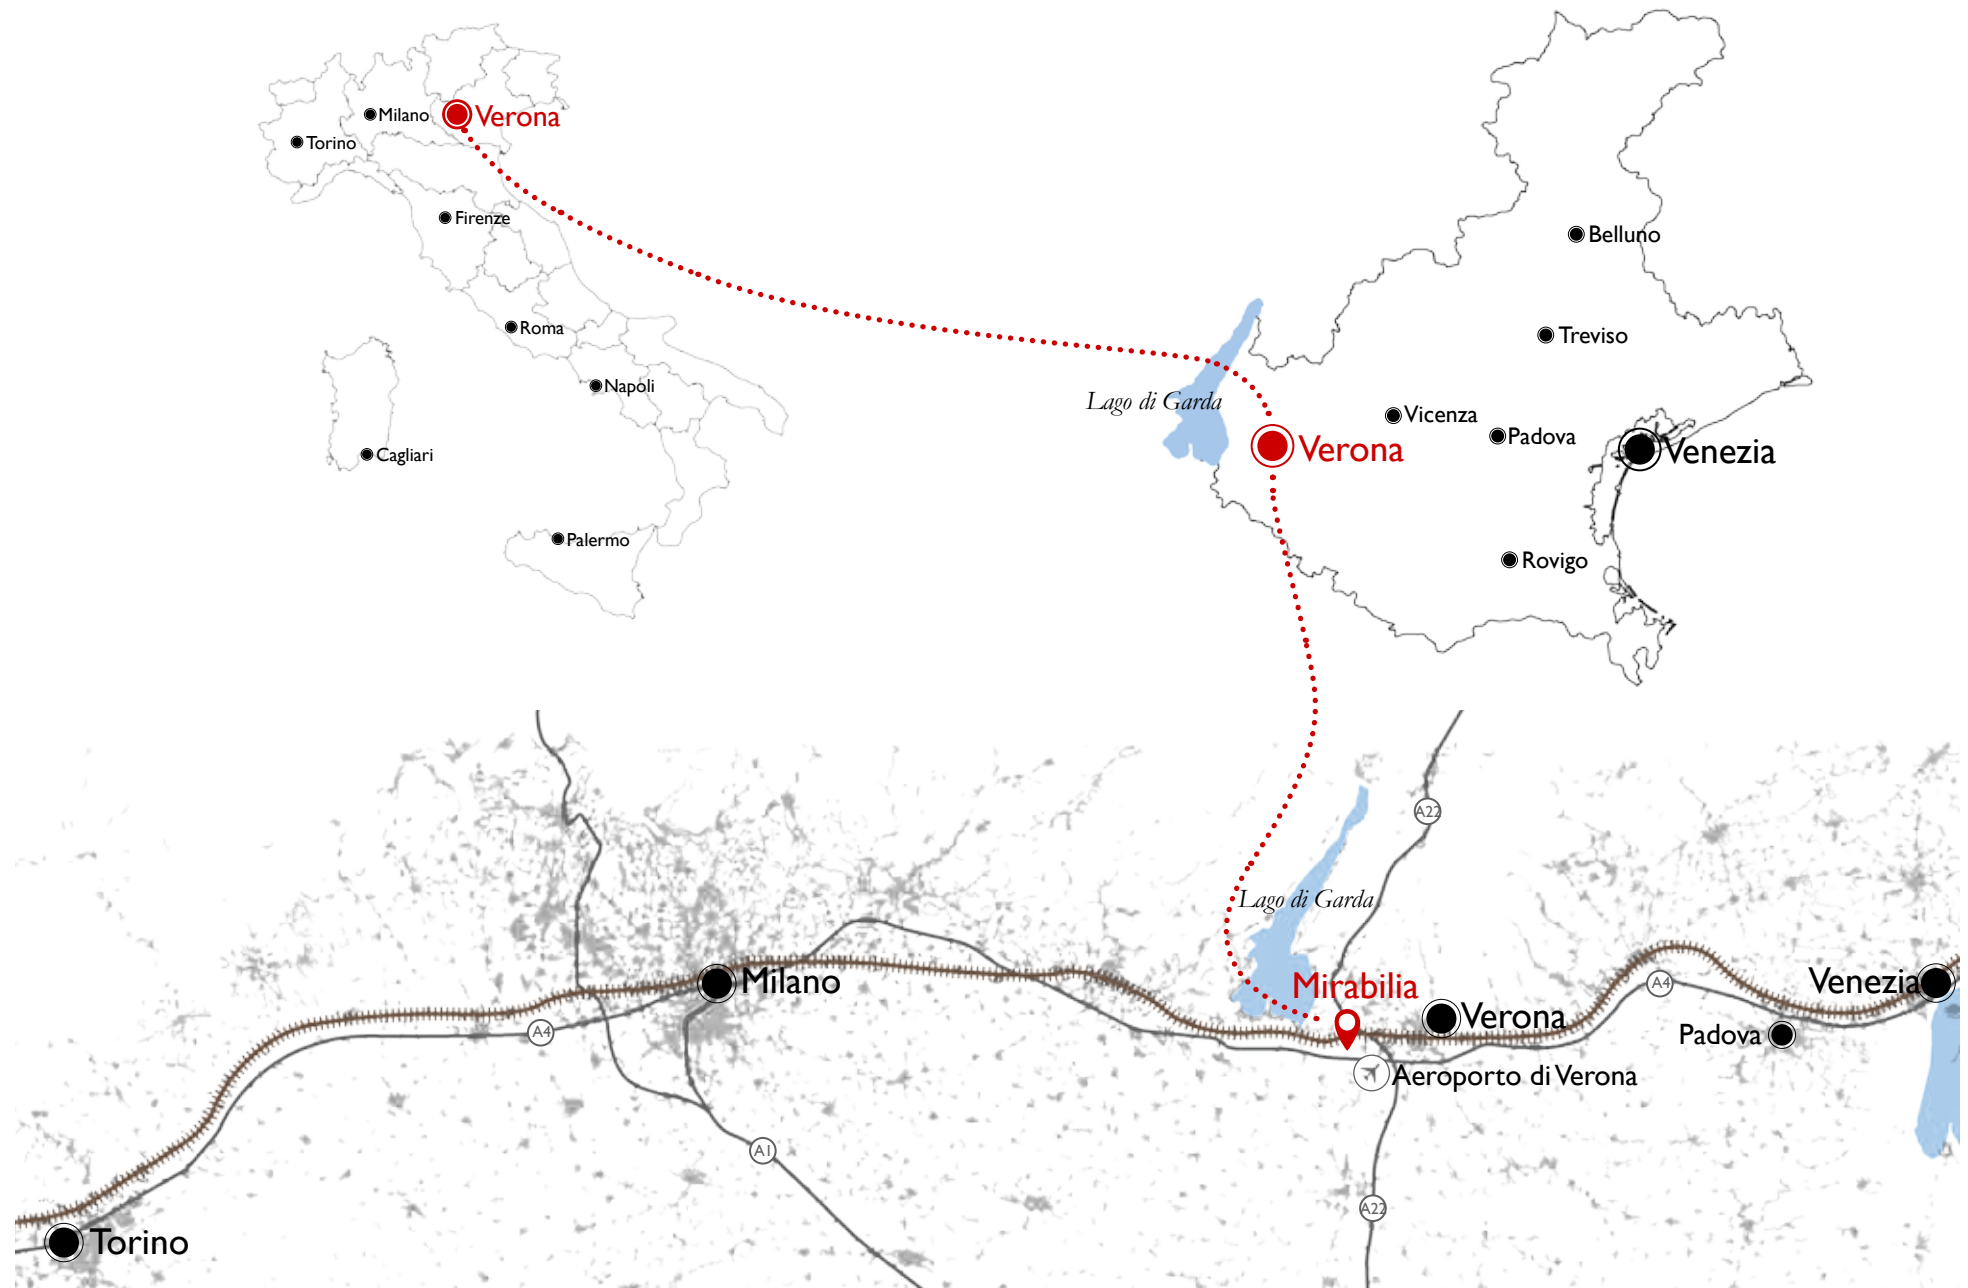 Milano
Verona
Torino
Firenze
Roma
Napoli
Cagliari
Palermo
Belluno
Treviso
Lago di Garda
Vicenza
Padova
Verona
Venezia
Rovigo
A22
Lago di Garda
Milano
Mirabilia
Verona
A4
Venezia
A4
Padova
Aeroporto di Verona
A1
A22
Torino